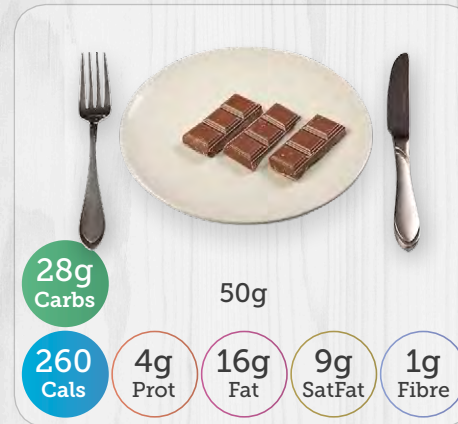 28g
Carbs
50g
260
Cals
4g
Prot
16g
Fat
9g
SatFat
1g
Fibre